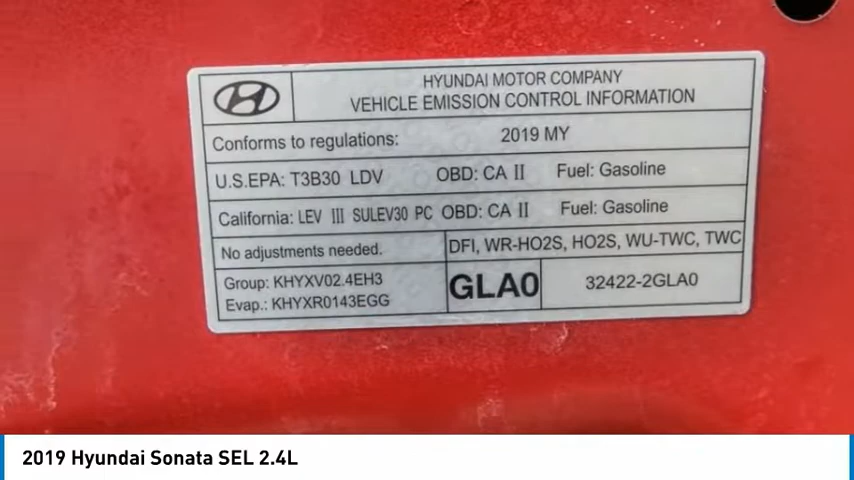 HYUNDAI MOTOR COMPANY
VEHICLE EMISSION CONTROL INFORMATION
Conforms to regulations: 2019 MY
U.S.EPA: T3B30 LDV OBD: CA II Fuel: Gasoline
California: LEV III SULEV30 PC OBD: CA II Fuel: Gasoline
No adjustments needed. DFI, WR-HO2S, HO2S, WU-TWC, TWC
Group: KHYXV02.4EH3
Evap.: KHYXR0143EGG
GLA0 32422-2GLA0
2019 Hyundai Sonata SEL 2.4L